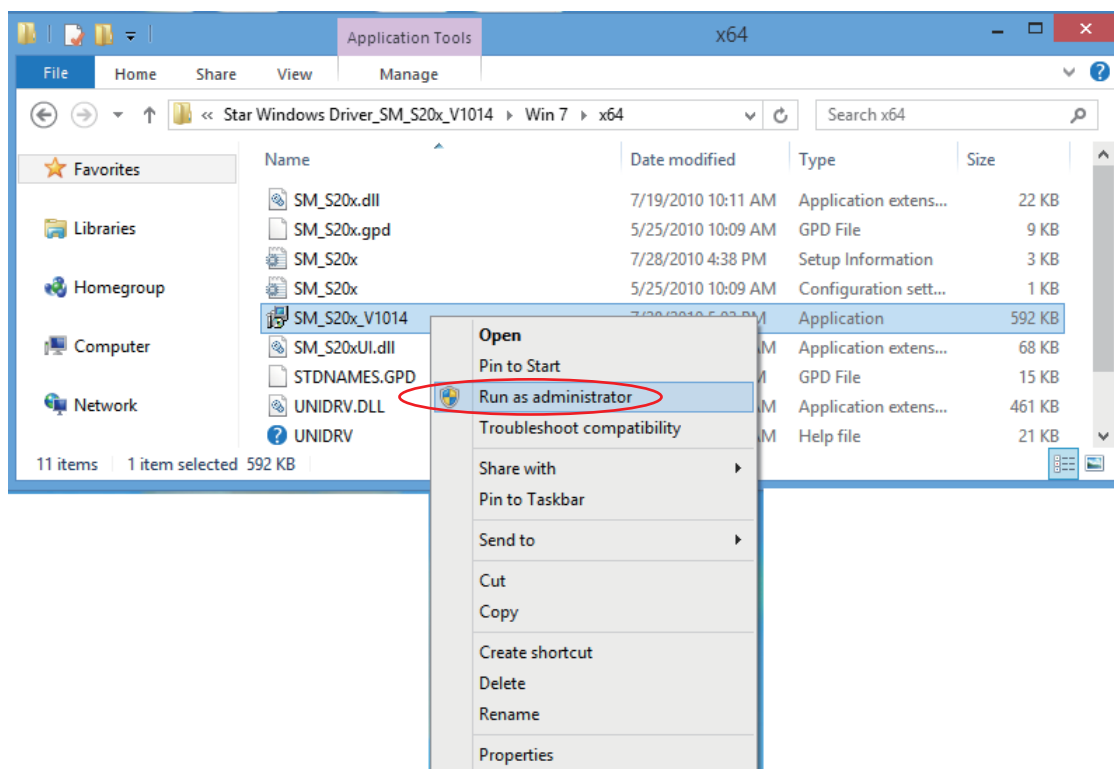 Application Tools
x64
File
Home
Share
View
Manage
« Star Windows Driver_SM_S20x_V1014
Win 7
x64
Search x64
Favorites
Libraries
Homegroup
Computer
Network
Name
Date modified
Type
Size
SM_S20x.dll 7/19/2010 10:11 AM Application extens... 22 KB
SM_S20x.gpd 5/25/2010 10:09 AM GPD File 9 KB
SM_S20x 7/28/2010 4:38 PM Setup Information 3 KB
SM_S20x 5/25/2010 10:09 AM Configuration sett... 1 KB
SM_S20x_V1014 Application 592 KB
SM_S20xUI.dll Application extens... 68 KB
STDNAMES.GPD GPD File 15 KB
UNIDRV.DLL Application extens... 461 KB
UNIDRV Help file 21 KB
11 items 1 item selected 592 KB
Open
Pin to Start
Run as administrator
Troubleshoot compatibility
Share with
Pin to Taskbar
Send to
Cut
Copy
Create shortcut
Delete
Rename
Properties